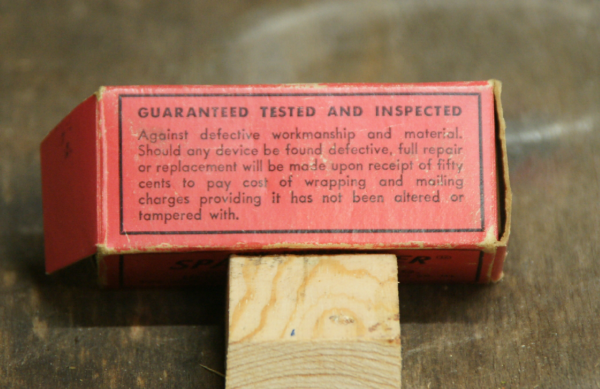 GUARANTEED TESTED AND INSPECTED
Against defective workmanship and material.
Should any device be found defective, full repair
or replacement will be made upon receipt of fifty
cents to pay cost of wrapping and mailing
charges providing it has not been altered or
tampered with.